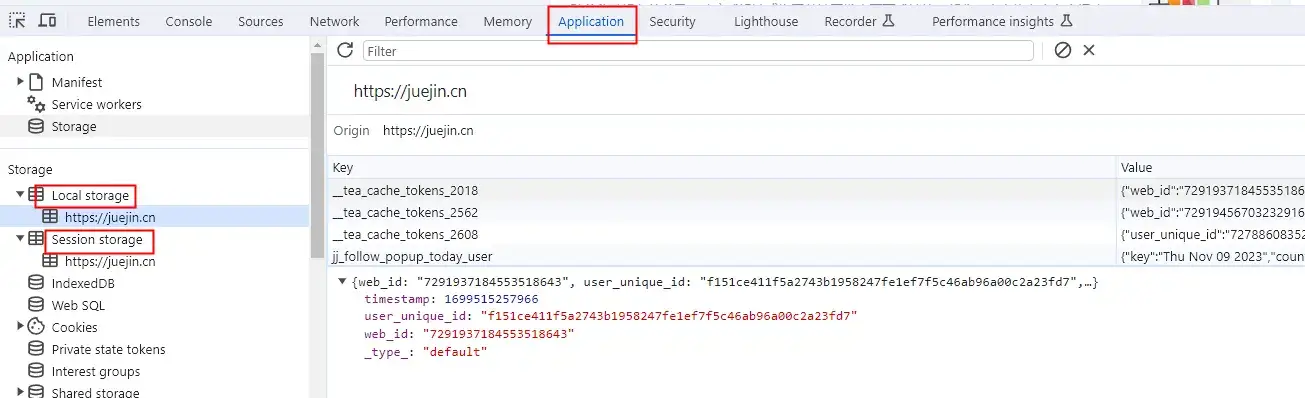 Elements Console Sources Network Performance Memory Application Security Lighthouse Recorder Performance insights
Application
Manifest
Service workers
Storage
Storage
Local storage
https://juejin.cn
Session storage
https://juejin.cn
IndexedDB
Web SQL
Cookies
Private state tokens
Interest groups
Shared storage
Filter
https://juejin.cn
Origin https://juejin.cn
Key Value
__tea_cache_tokens_2018 {"web_id":"72919371845535186
__tea_cache_tokens_2562 {"web_id":"72919456703232916
__tea_cache_tokens_2608 {"user_unique_id":"72788608352
jj_follow_popup_today_user {"key":"Thu Nov 09 2023","coun
{web_id: "7291937184553518643", user_unique_id: "f151ce411f5a2743b1958247fe1ef7f5c46ab96a00c2a23fd7",…}
timestamp: 1699515257966
user_unique_id: "f151ce411f5a2743b1958247fe1ef7f5c46ab96a00c2a23fd7"
web_id: "7291937184553518643"
_type_: "default"